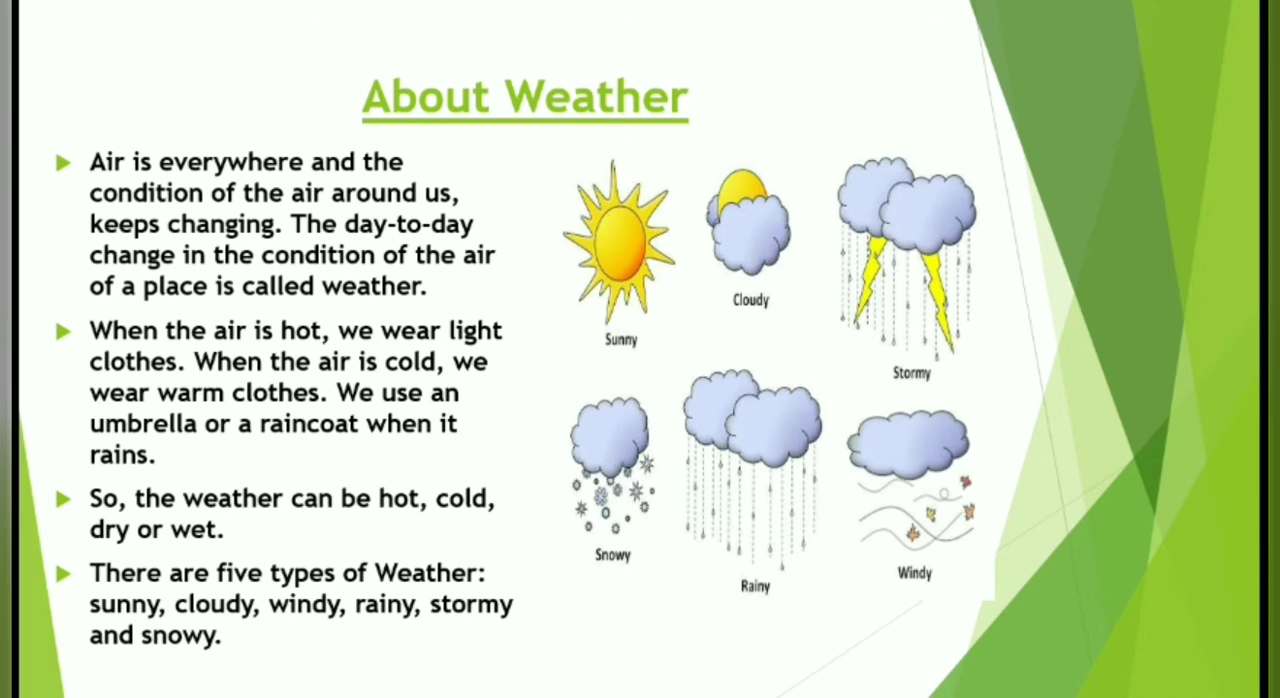 About Weather
Air is everywhere and the
condition of the air around us,
keeps changing. The day-to-day
change in the condition of the air
of a place is called weather.
When the air is hot, we wear light
clothes. When the air is cold, we
wear warm clothes. We use an
umbrella or a raincoat when it
rains.
So, the weather can be hot, cold,
dry or wet.
There are five types of Weather:
sunny, cloudy, windy, rainy, stormy
and snowy.
Sunny
Cloudy
Stormy
Snowy
Rainy
Windy